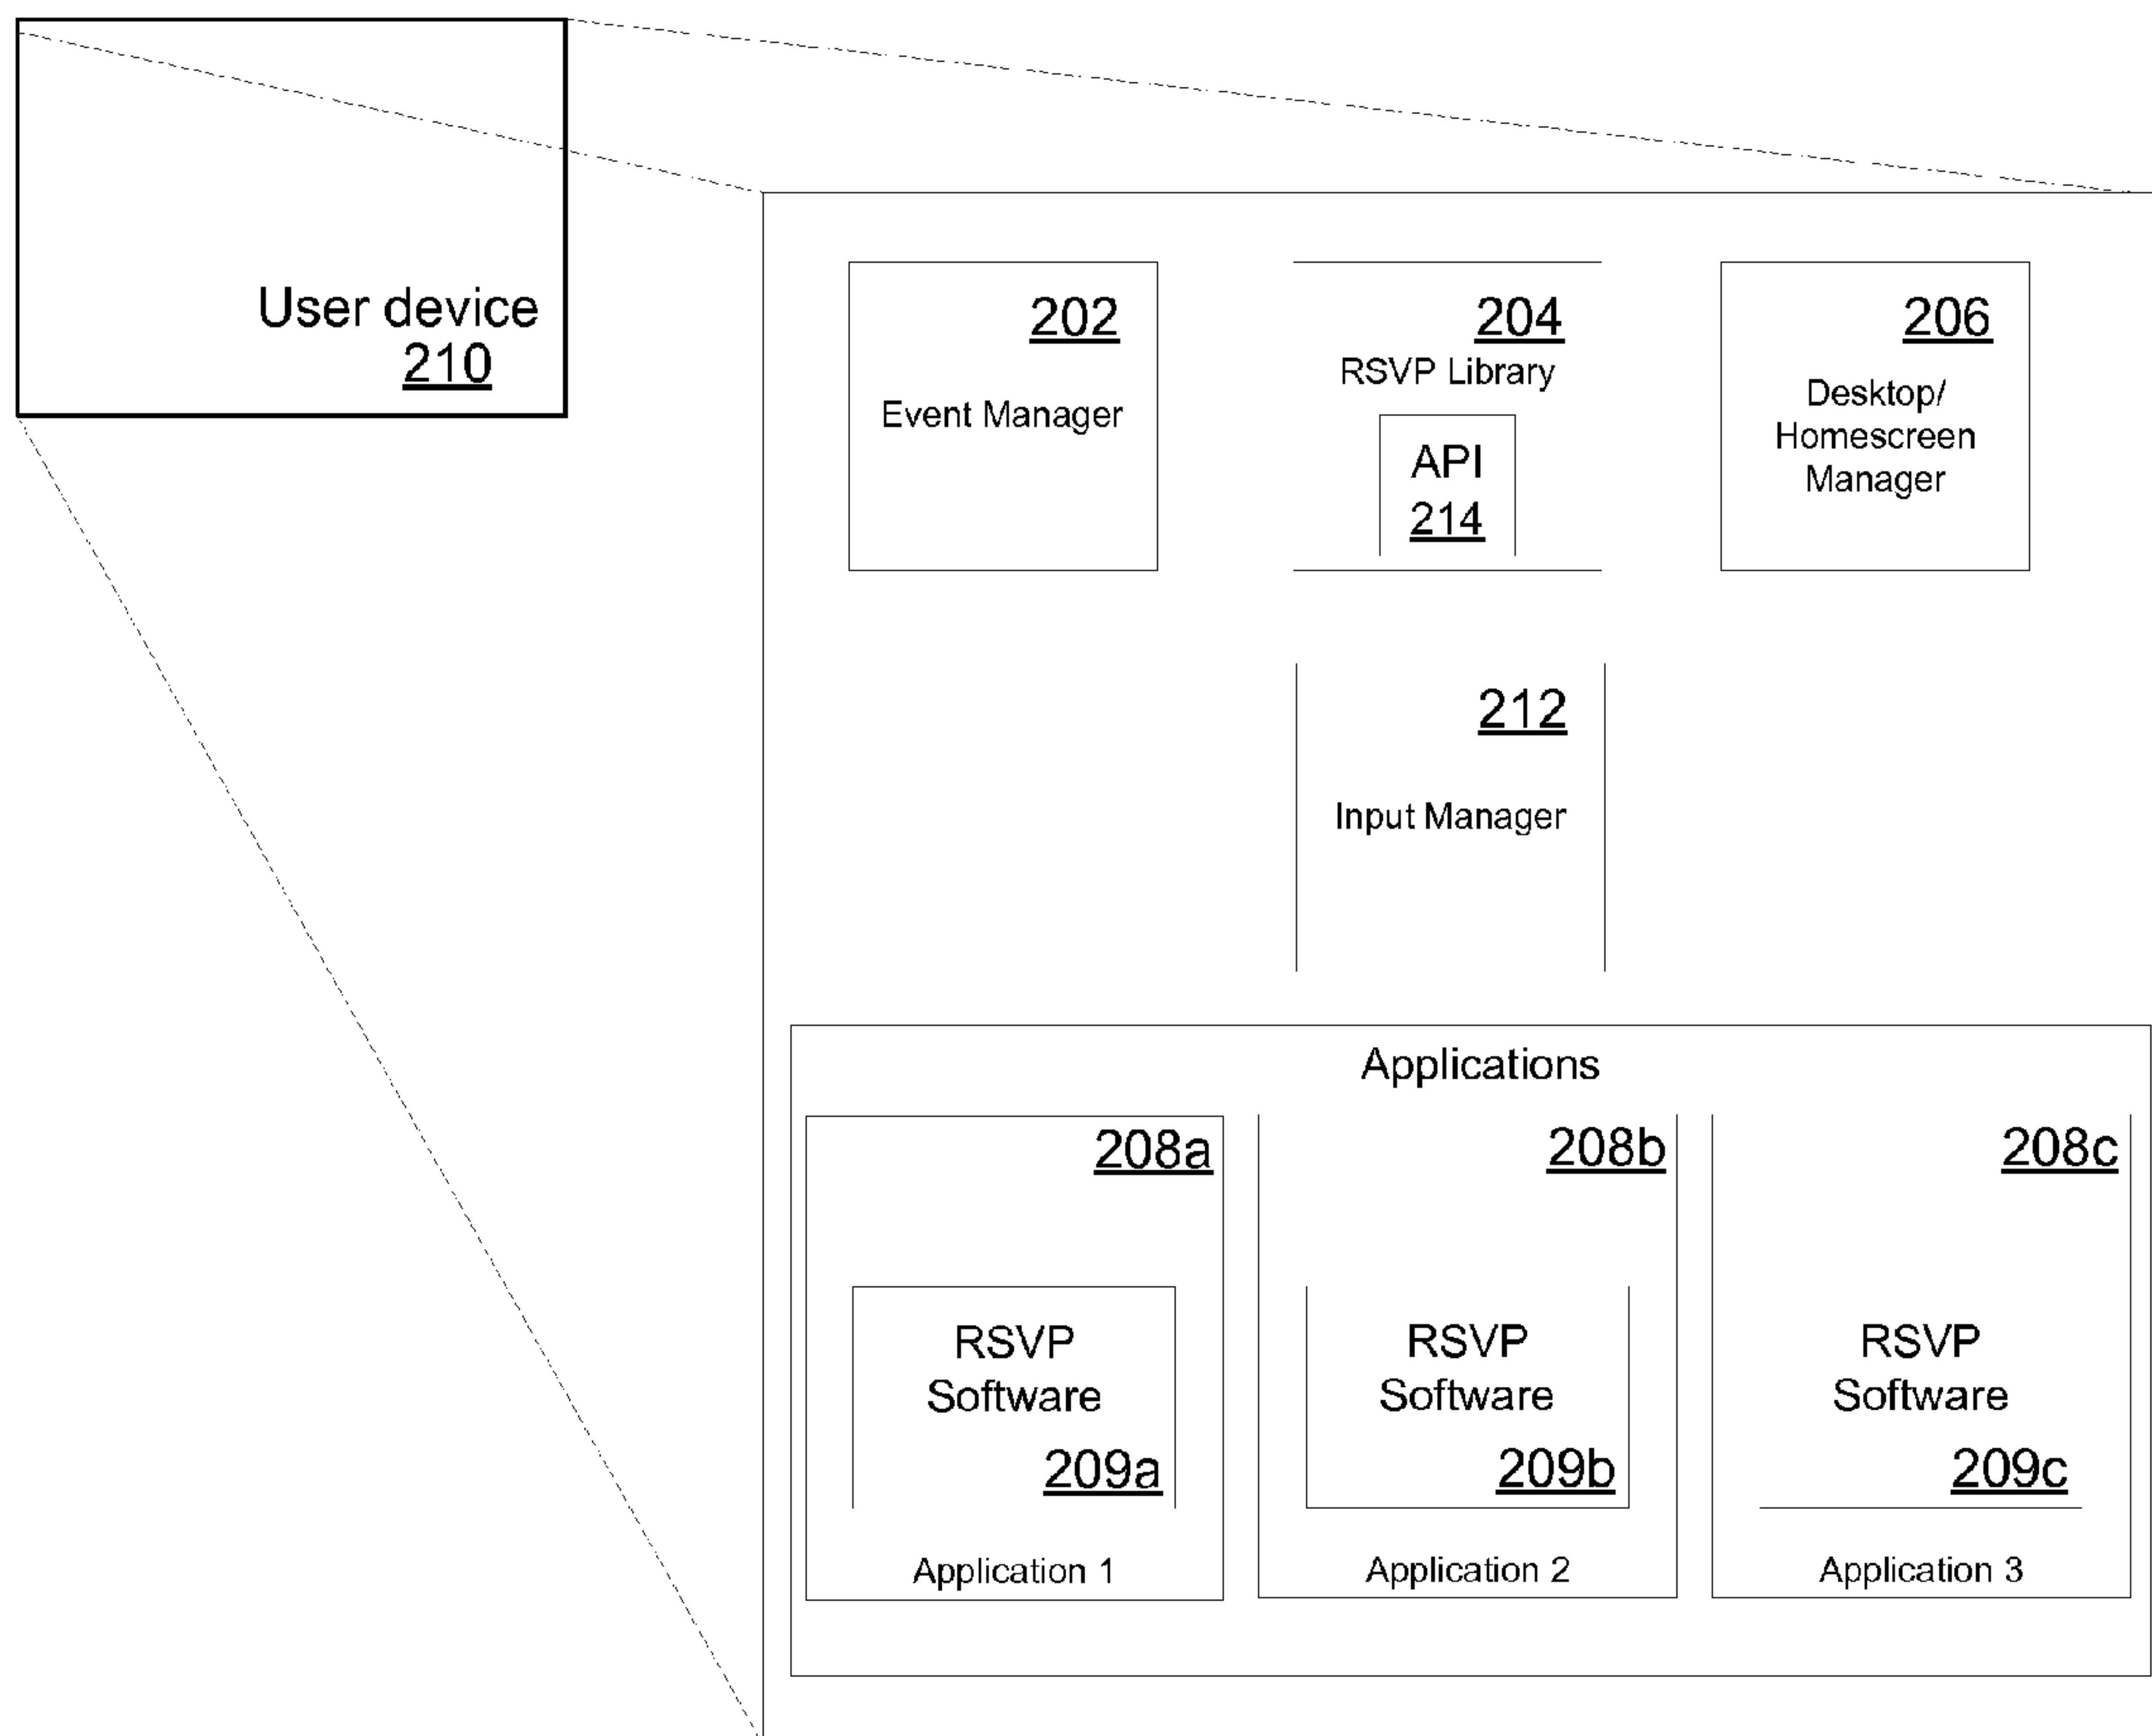 User device
210
202
Event Manager
204
RSVP Library
API
214
206
Desktop/
Homescreen
Manager
212
Input Manager
Applications
208a
RSVP
Software
209a
Application 1
208b
RSVP
Software
209b
Application 2
208c
RSVP
Software
209c
Application 3